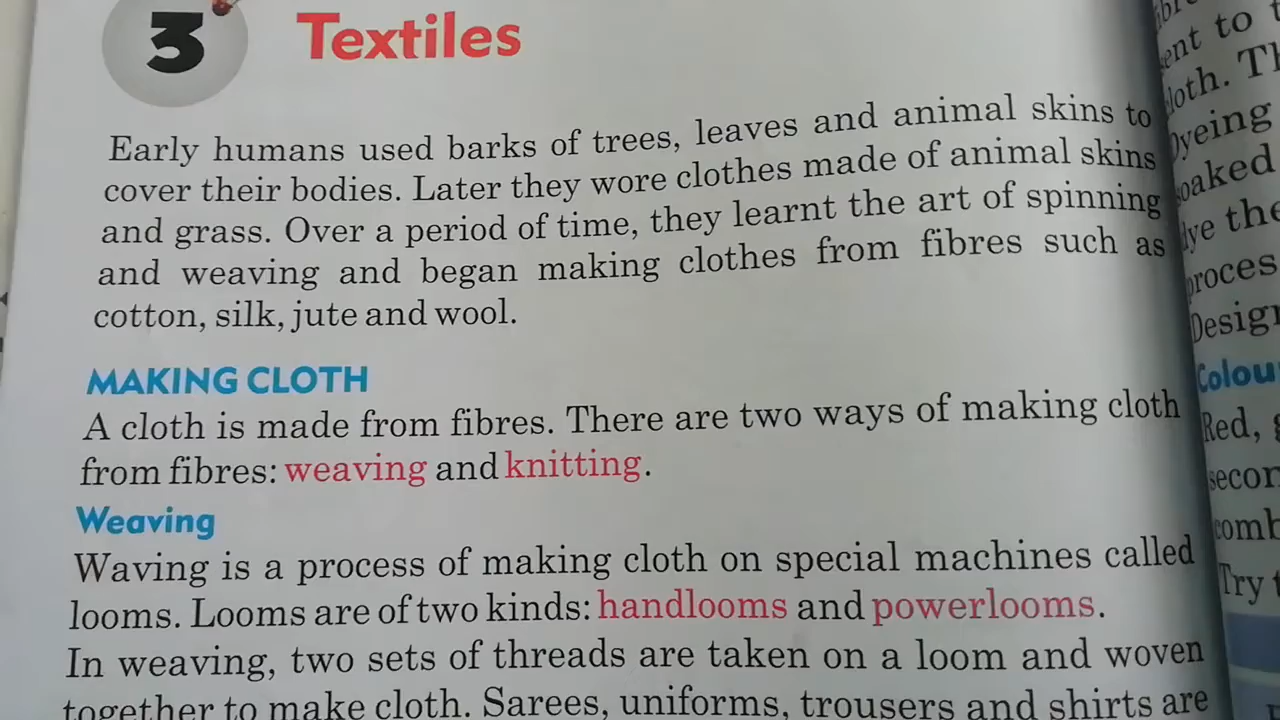 3 Textiles
Early humans used barks of trees, leaves and animal skins to
cover their bodies. Later they wore clothes made of animal skins
and grass. Over a period of time, they learnt the art of spinning
and weaving and began making clothes from fibres such as
cotton, silk, jute and wool.
MAKING CLOTH
A cloth is made from fibres. There are two ways of making cloth
from fibres: weaving and knitting.
Weaving
Waving is a process of making cloth on special machines called
looms. Looms are of two kinds: handlooms and powerlooms.
In weaving, two sets of threads are taken on a loom and woven
together to make cloth. Sarees, uniforms, trousers and shirts are
to
Dyeing
the
Red,
Try